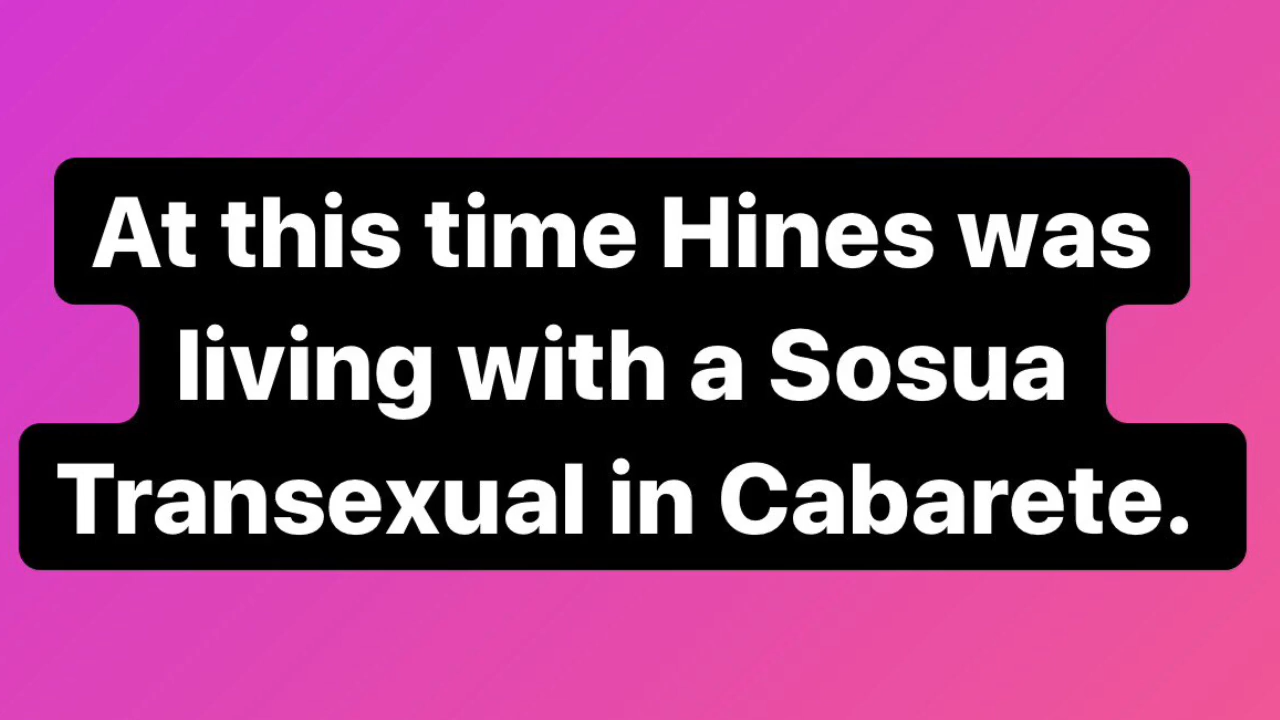 At this time Hines was
living with a Sosua
Transexual in Cabarete.